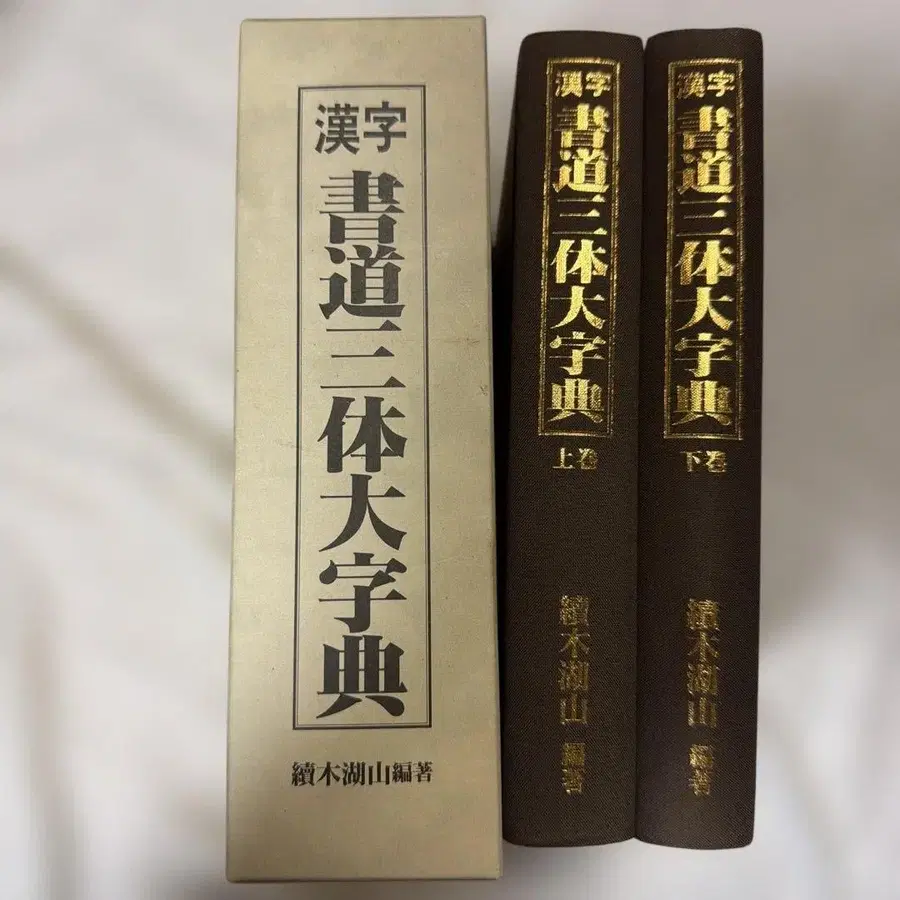 漢字
書道三体大字典
續木湖山編著
漢字
書道三体大字典
上巻
續木湖山 編著
漢字
書道三体大字典
下巻
續木湖山 編著